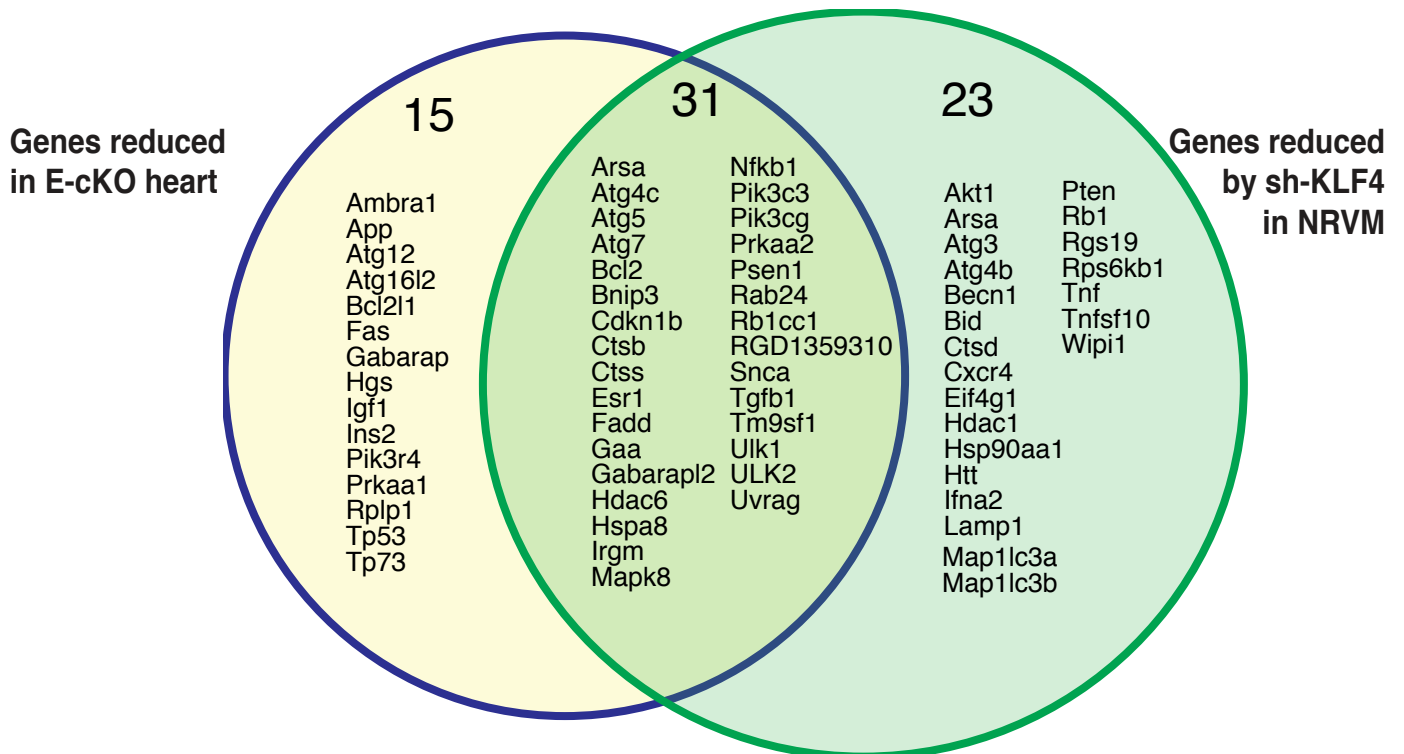 15
31
23
Genes reduced
in E-cKO heart
Genes reduced
by sh-KLF4
in NRVM
Ambra1
App
Atg12
Atg16l2
Bcl2l1
Fas
Gabarap
Hgs
Igf1
Ins2
Pik3r4
Prkaa1
Rplp1
Tp53
Tp73
Arsa
Atg4c
Atg5
Atg7
Bcl2
Bnip3
Cdkn1b
Ctsb
Ctss
Esr1
Fadd
Gaa
Gabarapl2
Hdac6
Hspa8
Irgm
Mapk8
Nfkb1
Pik3c3
Pik3cg
Prkaa2
Psen1
Rab24
Rb1cc1
RGD1359310
Snca
Tgfb1
Tm9sf1
Ulk1
ULK2
Uvrag
Akt1
Arsa
Atg3
Atg4b
Becn1
Bid
Ctsd
Cxcr4
Eif4g1
Hdac1
Hsp90aa1
Htt
Ifna2
Lamp1
Map1lc3a
Map1lc3b
Pten
Rb1
Rgs19
Rps6kb1
Tnf
Tnfsf10
Wipi1